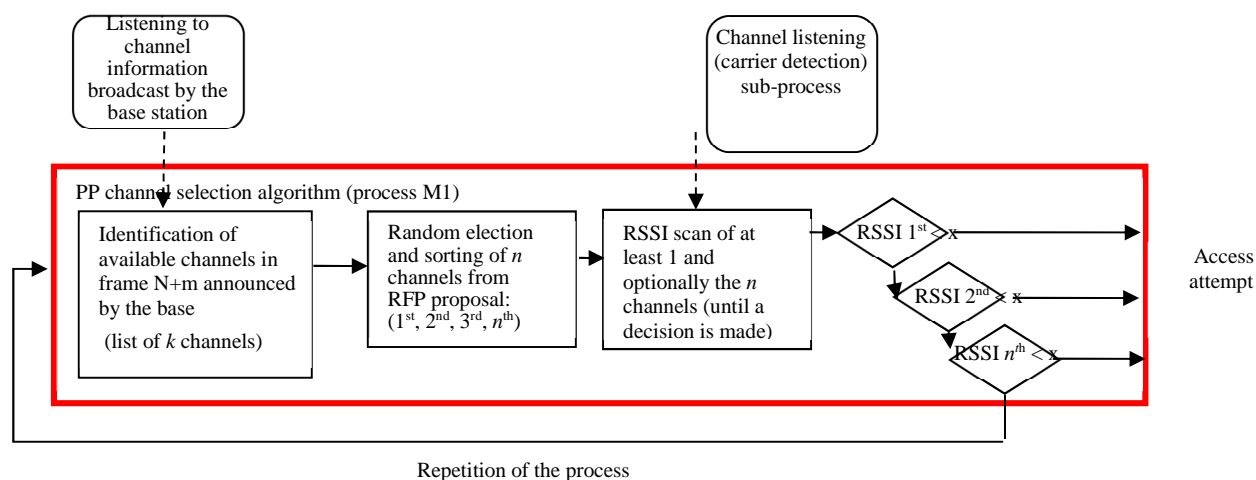 Listening to
channel
information
broadcast by the
base station
Channel listening
(carrier detection)
sub-process
PP channel selection algorithm (process M1)
Identification of
available channels in
frame N+m announced
by the base
(list of k channels)
Random election
and sorting of n
channels from
RFP proposal:
(1st, 2nd, 3rd, nth)
RSSI scan of at
least 1 and
optionally the n
channels (until a
decision is made)
RSSI 1st < x
RSSI 2nd < x
RSSI nth < x
Access
attempt
Repetition of the process